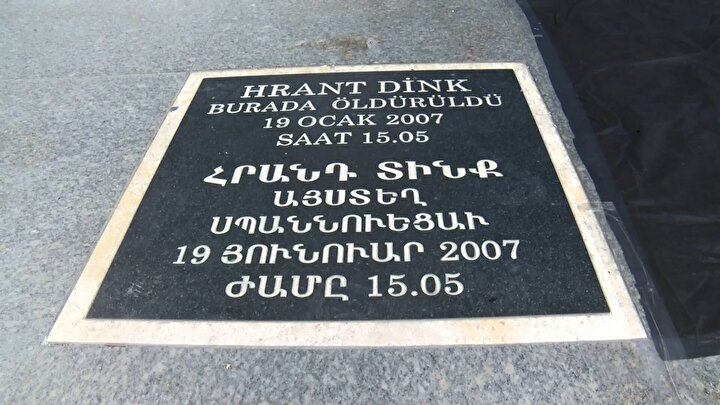 HRANT DİNK
BURADA ÖLDÜRÜLDÜ
19 OCAK 2007
SAAT 15.05
ՀՐԱՆԴ ՏԻՆՔ
ԱՅՍՏԵՂ
ՍՊԱՆՆՈՒԵՑԱՒ
19 ՅՈՒՆՈՒԱՐ 2007
ԺԱՄԸ 15.05